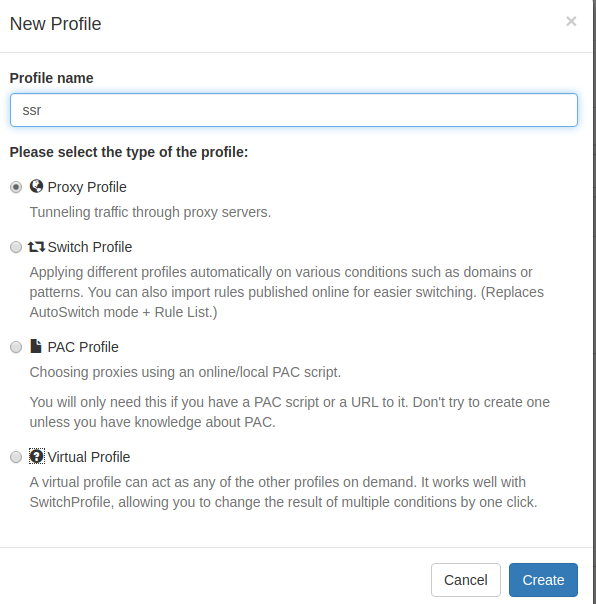 New Profile ×
Profile name
ssr
Please select the type of the profile:
Proxy Profile
Tunneling traffic through proxy servers.
Switch Profile
Applying different profiles automatically on various conditions such as domains or
patterns. You can also import rules published online for easier switching. (Replaces
AutoSwitch mode + Rule List.)
PAC Profile
Choosing proxies using an online/local PAC script.
You will only need this if you have a PAC script or a URL to it. Don't try to create one
unless you have knowledge about PAC.
Virtual Profile
A virtual profile can act as any of the other profiles on demand. It works well with
SwitchProfile, allowing you to change the result of multiple conditions by one click.
Cancel Create